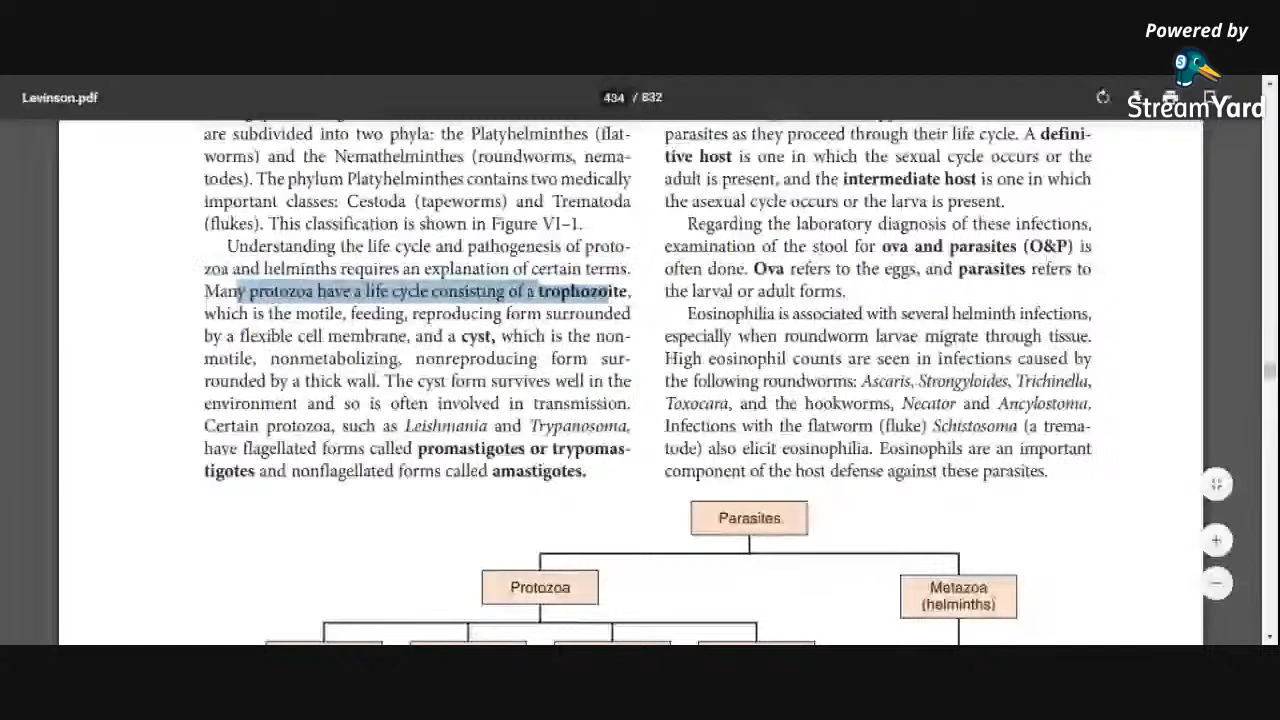 Powered by
StreamYard
Levinson.pdf
434 / 832
are subdivided into two phyla: the Platyhelminthes (flat-
worms) and the Nemathelminthes (roundworms, nema-
todes). The phylum Platyhelminthes contains two medically
important classes: Cestoda (tapeworms) and Trematoda
(flukes). This classification is shown in Figure VI–1.
Understanding the life cycle and pathogenesis of proto-
zoa and helminths requires an explanation of certain terms.
Many protozoa have a life cycle consisting of a trophozoite,
which is the motile, feeding, reproducing form surrounded
by a flexible cell membrane, and a cyst, which is the non-
motile, nonmetabolizing, nonreproducing form sur-
rounded by a thick wall. The cyst form survives well in the
environment and so is often involved in transmission.
Certain protozoa, such as Leishmania and Trypanosoma,
have flagellated forms called promastigotes or trypomas-
tigotes and nonflagellated forms called amastigotes.
parasites as they proceed through their life cycle. A defini-
tive host is one in which the sexual cycle occurs or the
adult is present, and the intermediate host is one in which
the asexual cycle occurs or the larva is present.
Regarding the laboratory diagnosis of these infections,
examination of the stool for ova and parasites (O&P) is
often done. Ova refers to the eggs, and parasites refers to
the larval or adult forms.
Eosinophilia is associated with several helminth infections,
especially when roundworm larvae migrate through tissue.
High eosinophil counts are seen in infections caused by
the following roundworms: Ascaris, Strongyloides, Trichinella,
Toxocara, and the hookworms, Necator and Ancylostoma.
Infections with the flatworm (fluke) Schistosoma (a trema-
tode) also elicit eosinophilia. Eosinophils are an important
component of the host defense against these parasites.
Parasites
Protozoa
Metazoa
(helminths)